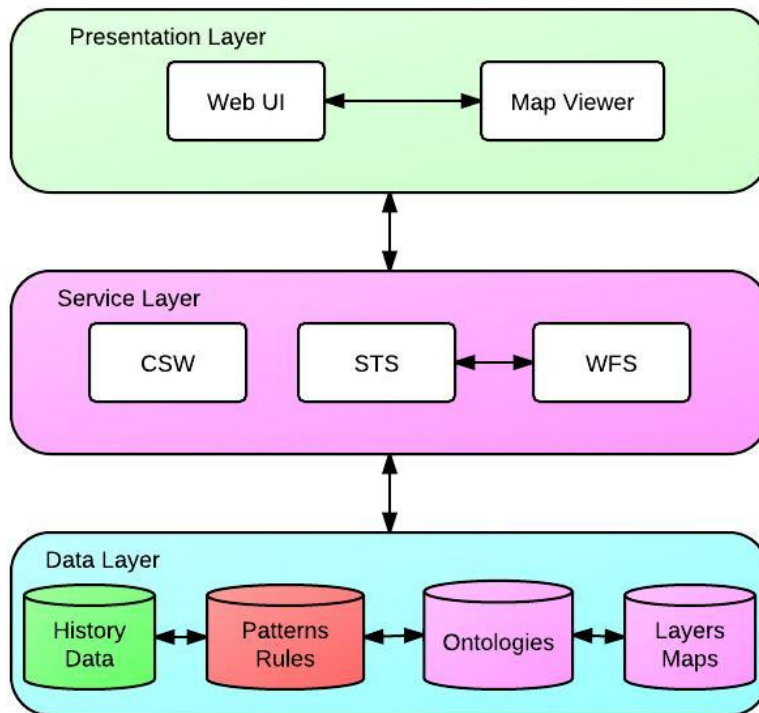 Presentation Layer
Web UI
Map Viewer
Service Layer
CSW
STS
WFS
Data Layer
History
Data
Patterns
Rules
Ontologies
Layers
Maps